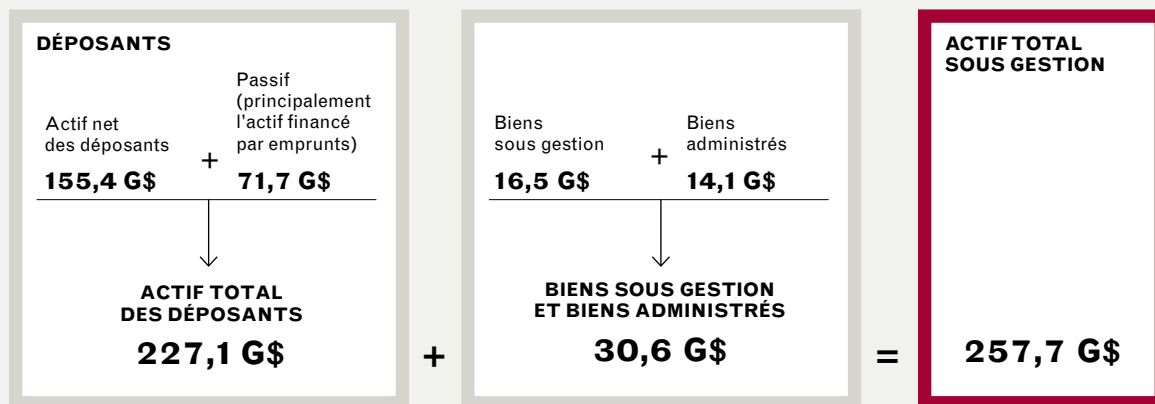 DÉPOSANTS
Actif net
des déposants
155,4 G$
+
Passif
(principalement
l'actif financé
par emprunts)
71,7 G$
ACTIF TOTAL
DES DÉPOSANTS
227,1 G$
+
Biens
sous gestion
16,5 G$
+
Biens
administrés
14,1 G$
BIENS SOUS GESTION
ET BIENS ADMINISTRÉS
30,6 G$
=
ACTIF TOTAL
SOUS GESTION
257,7 G$